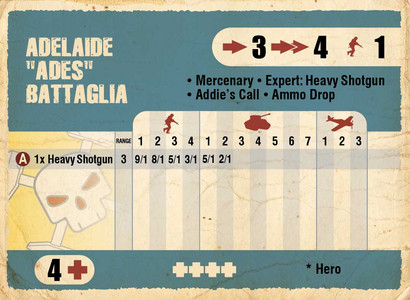 ADELAIDE
"ADES"
BATTAGLIA
3 4 1
• Mercenary • Expert: Heavy Shotgun
• Addie's Call • Ammo Drop
RANGE 1 2 3 4 1 2 3 4 5 6 7 1 2 3
A 1x Heavy Shotgun 3 9/1 8/1 5/1 3/1 5/1 2/1
4
* Hero